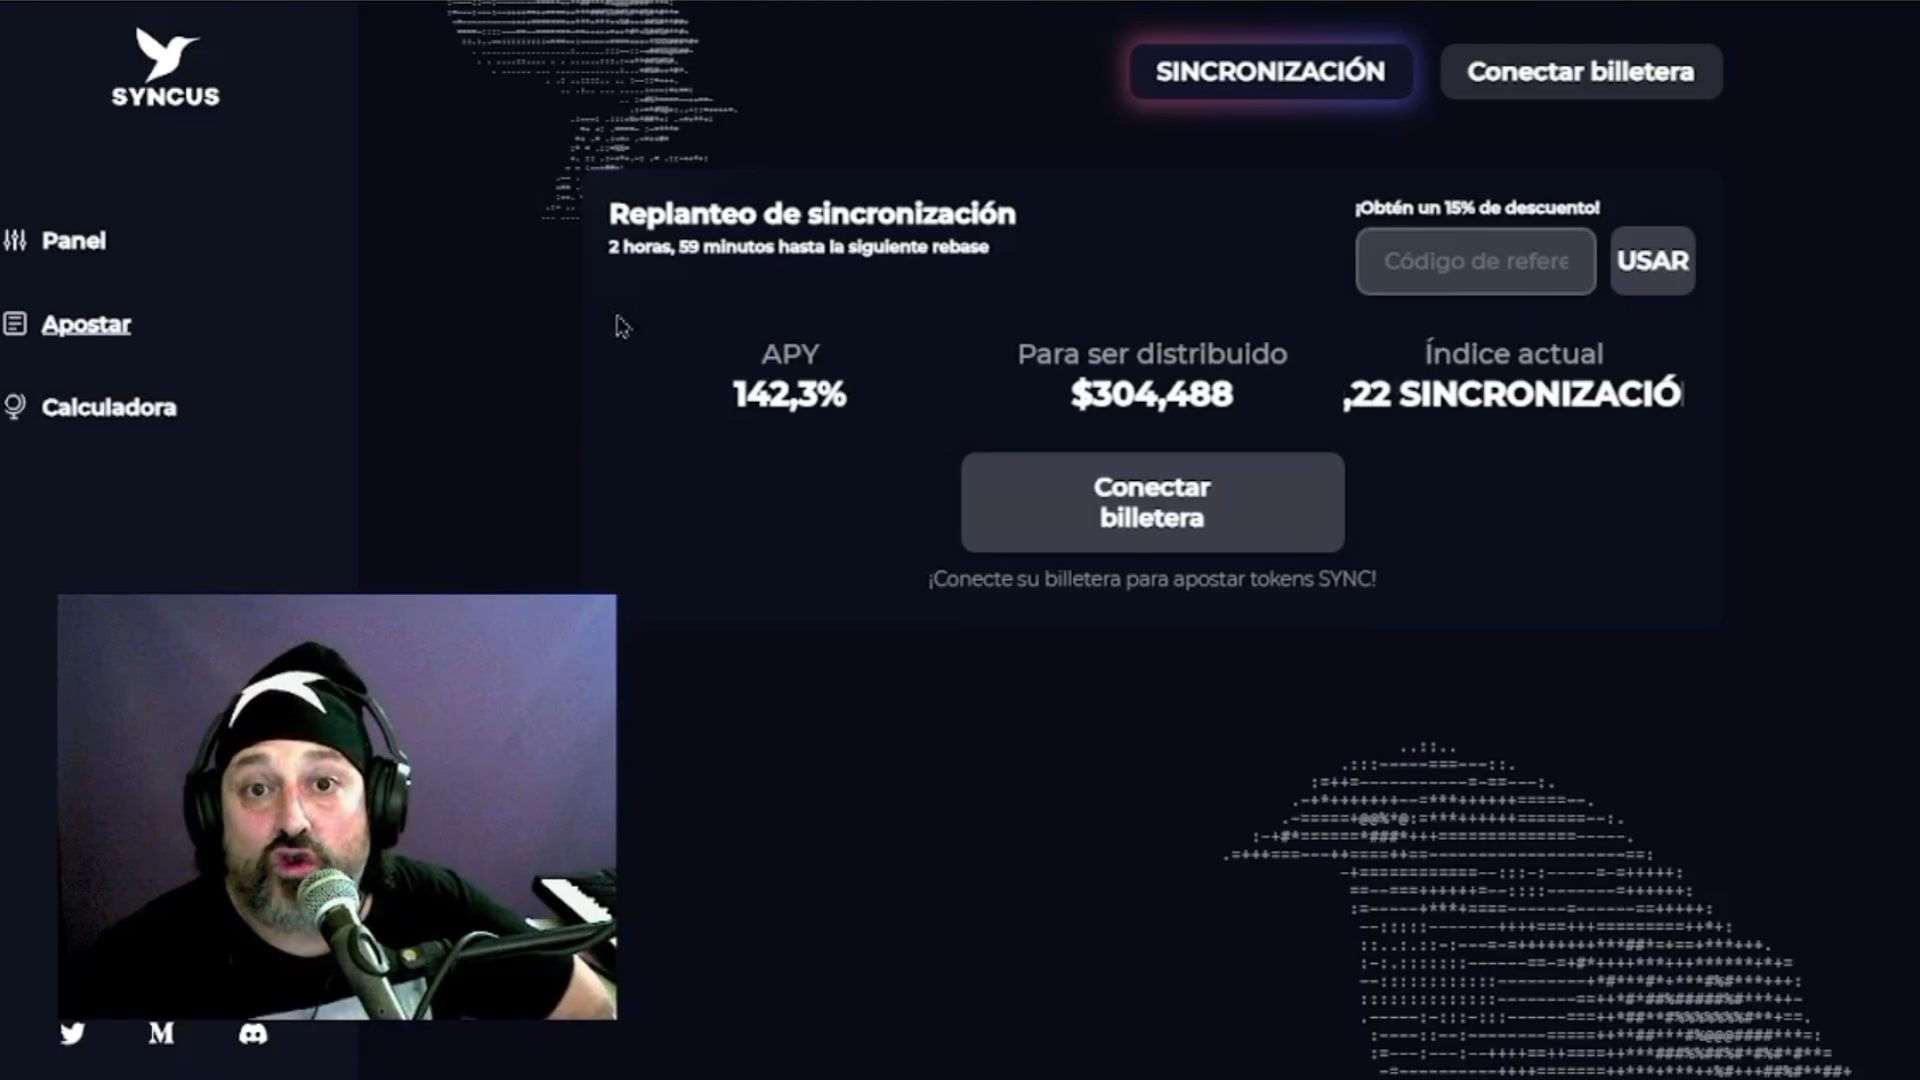 SYNCUS
SINCRONIZACIÓN
Conectar billetera
Panel
Apostar
Calculadora
Replanteo de sincronización
2 horas, 59 minutos hasta la siguiente rebase
¡Obtén un 15% de descuento!
Código de refere
USAR
APY
142,3%
Para ser distribuido
$304,488
Índice actual
,22 SINCRONIZACIÓ
Conectar
billetera
¡Conecte su billetera para apostar tokens SYNC!